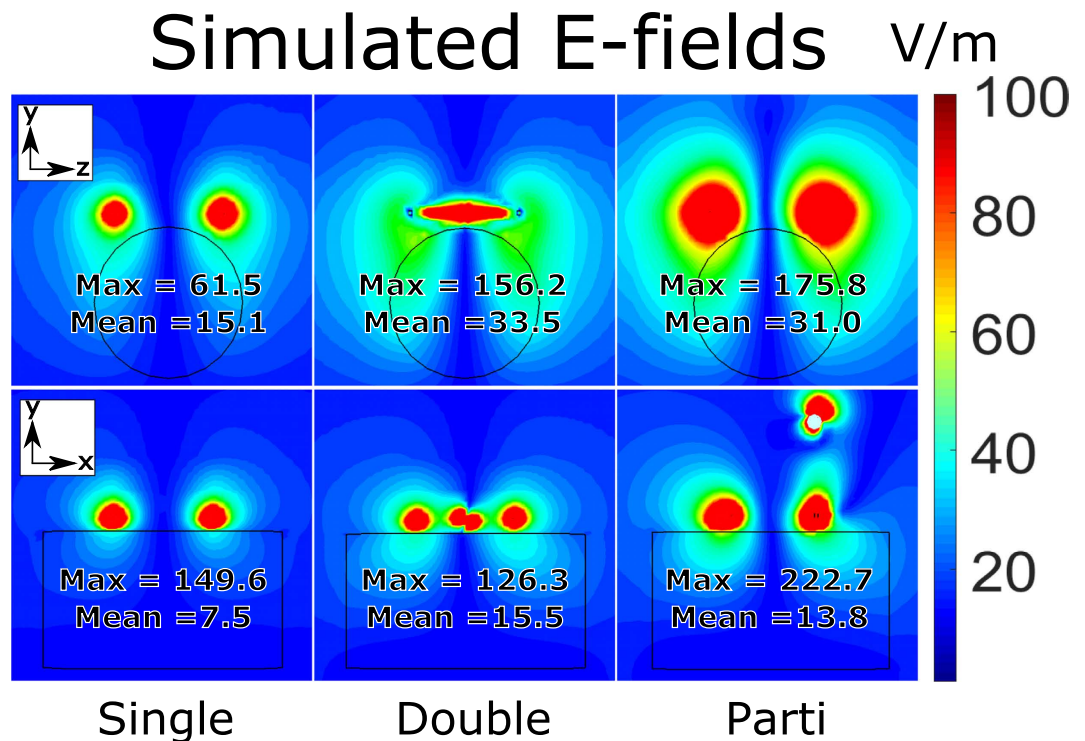 Simulated E-fields V/m
100
80
60
40
20
y
z
Max = 61.5
Mean =15.1
Max = 156.2
Mean =33.5
Max = 175.8
Mean =31.0
y
x
Max = 149.6
Mean =7.5
Max = 126.3
Mean =15.5
Max = 222.7
Mean =13.8
Single
Double
Parti